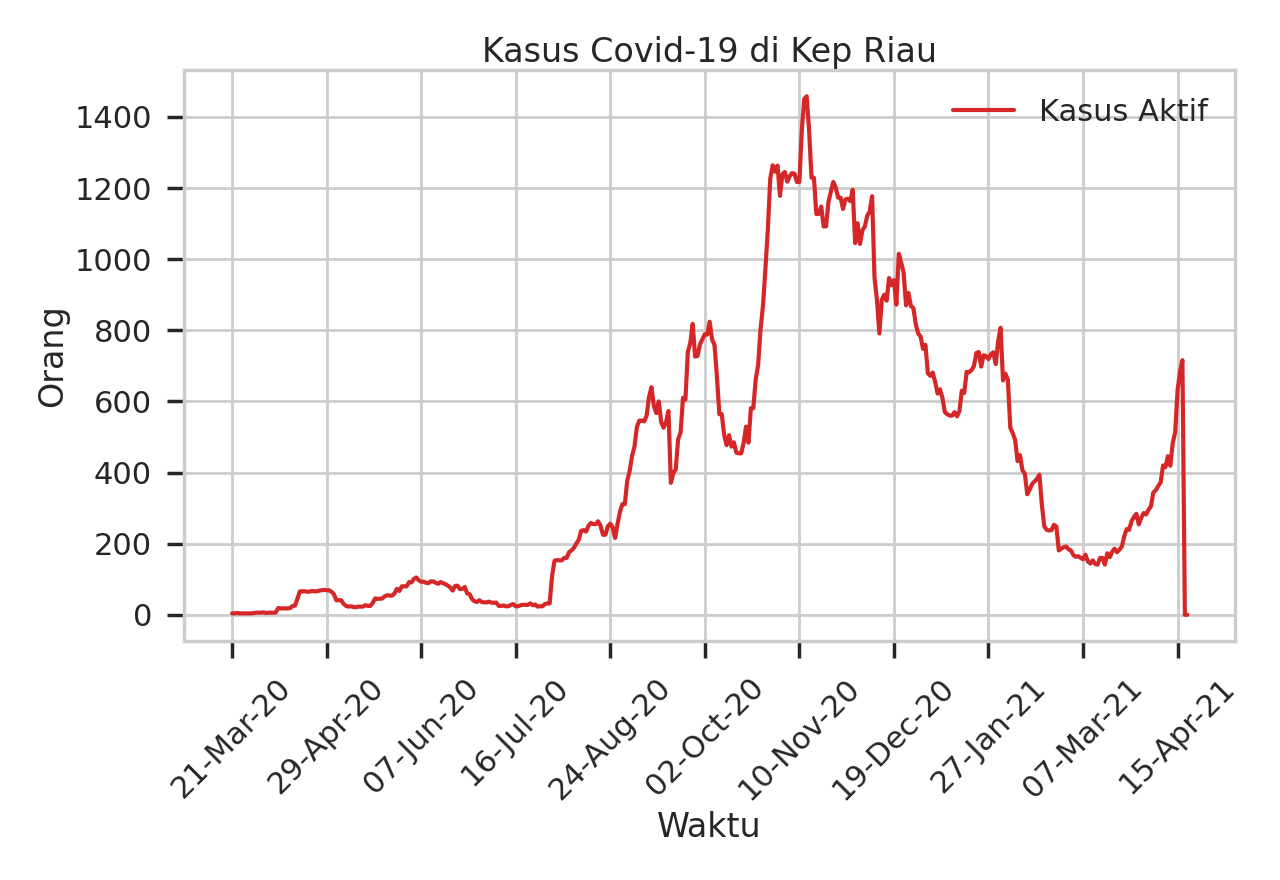 Kasus Covid-19 di Kep Riau
Kasus Aktif
1400
1200
1000
800
600
400
200
0
Orang
21-Mar-20
29-Apr-20
07-Jun-20
16-Jul-20
24-Aug-20
02-Oct-20
10-Nov-20
19-Dec-20
27-Jan-21
07-Mar-21
15-Apr-21
Waktu